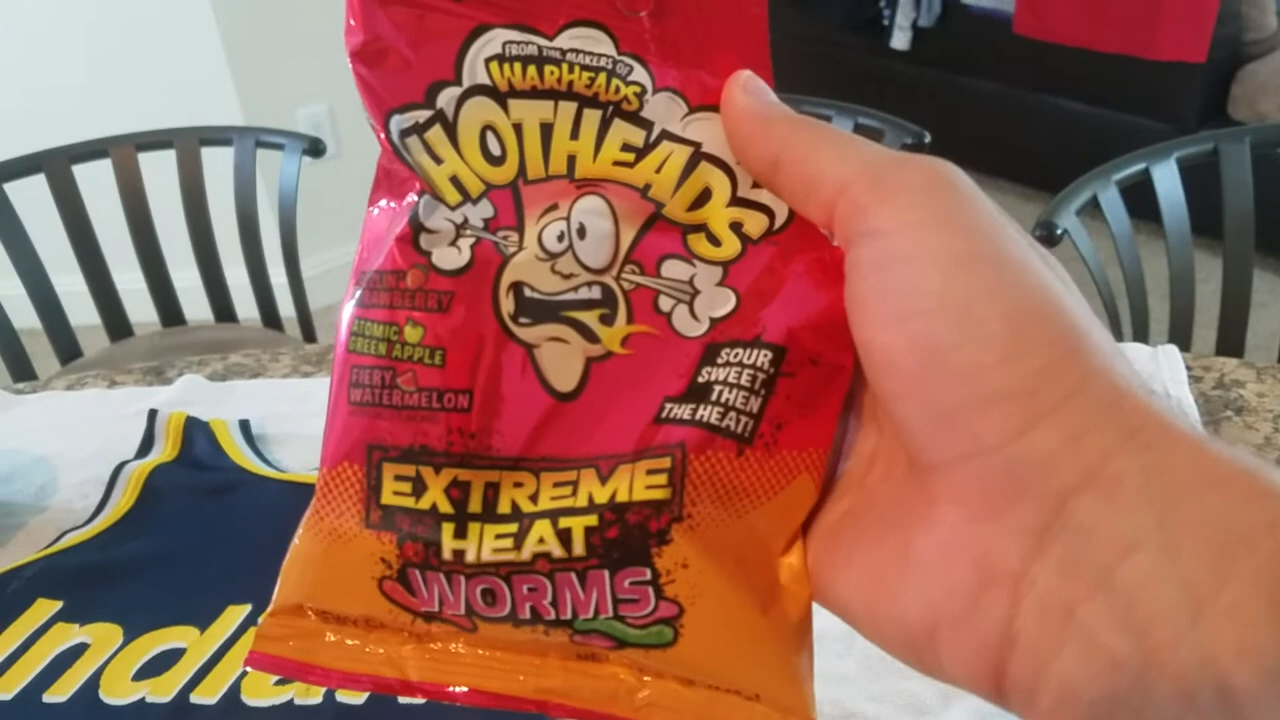 FROM THE MAKERS OF
WARHEADS
HOTHEADS
ATOMIC
GREEN APPLE
FIERY
WATERMELON
SOUR,
SWEET,
THEN
THE HEAT!
EXTREME
HEAT
WORMS